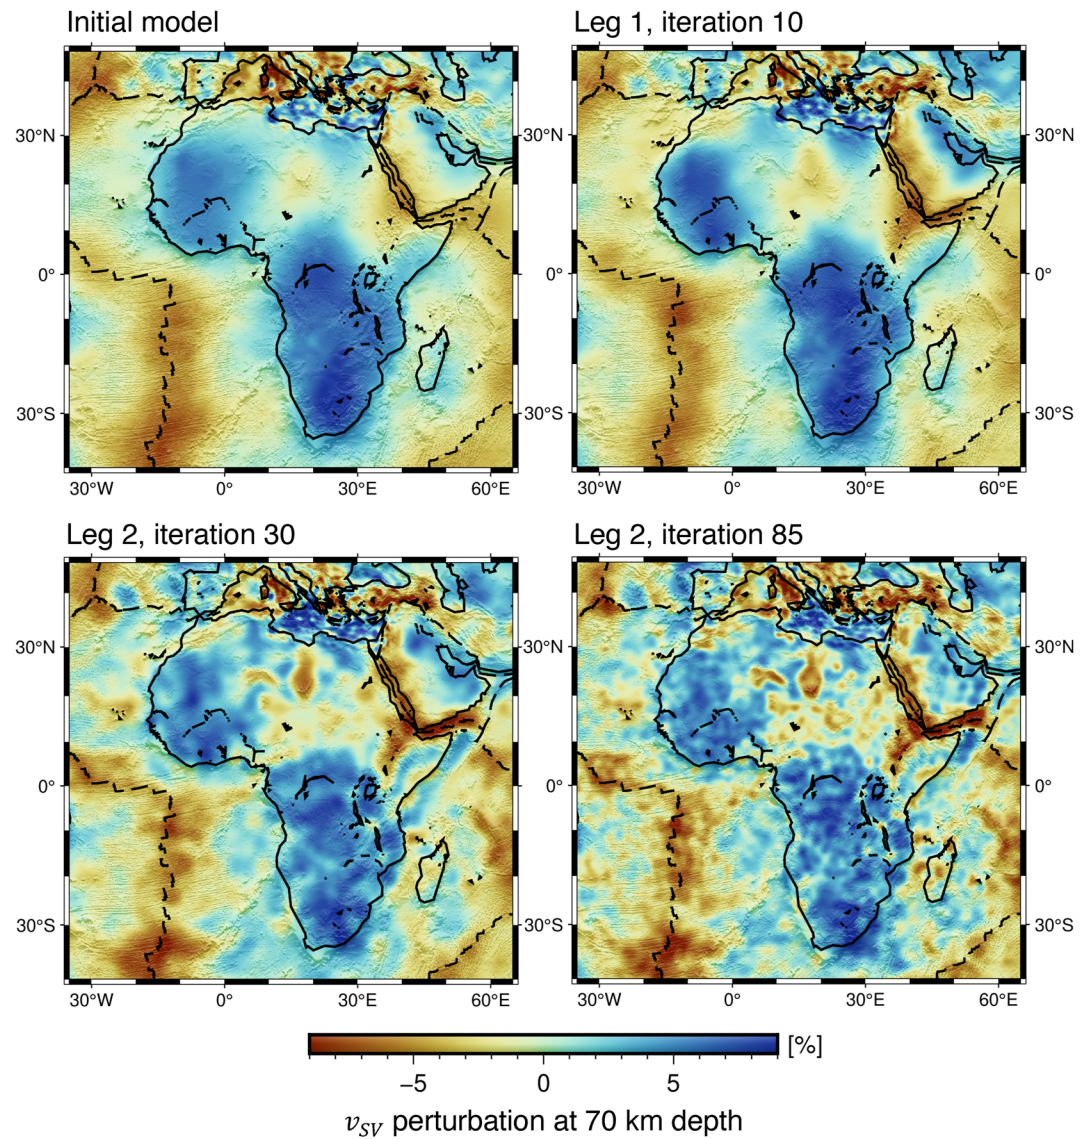 Initial model
Leg 1, iteration 10
30°N
0°
30°S
30°W
0°
30°E
60°E
30°N
0°
30°S
30°W
0°
30°E
60°E
Leg 2, iteration 30
Leg 2, iteration 85
30°N
0°
30°S
30°W
0°
30°E
60°E
30°N
0°
30°S
30°W
0°
30°E
60°E
[%]
−5
0
5
vSV perturbation at 70 km depth